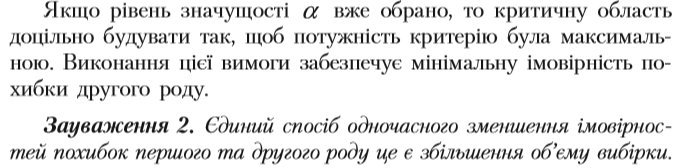 Якщо рівень значущості α вже обрано, то критичну область
доцільно будувати так, щоб потужність критерію була максималь-
ною. Виконання цієї вимоги забезпечує мінімальну імовірність по-
хибки другого роду.
Зауваження 2. Єдиний спосіб одночасного зменшення імовірнос-
тей похибок першого та другого роду це є збільшення об’єму вибірки.